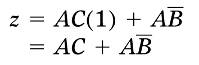 z = AC(1) + AB̅
= AC + AB̅